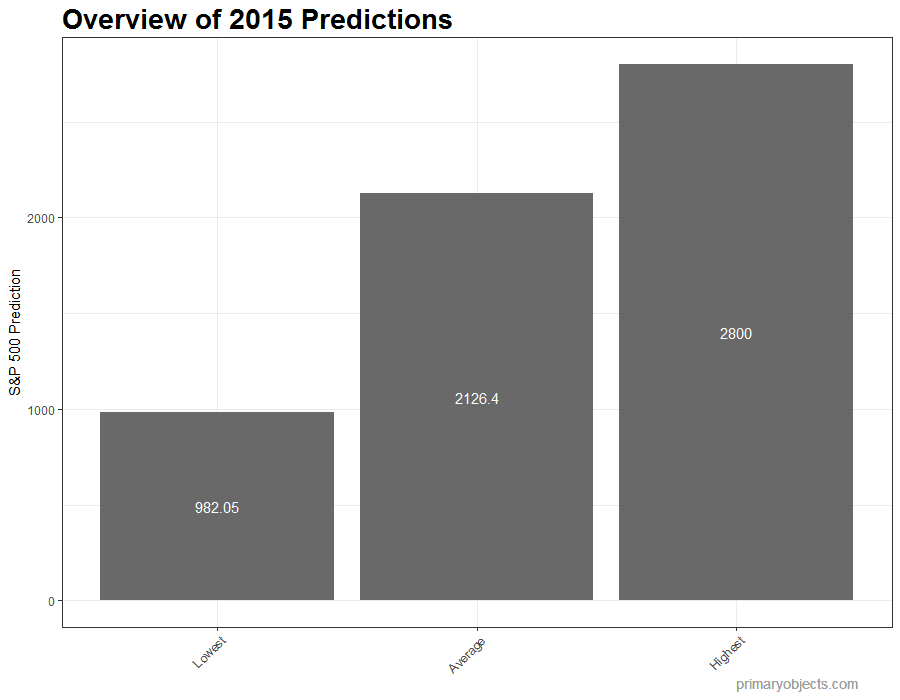 Overview of 2015 Predictions
S&P 500 Prediction
2000
1000
0
982.05
2126.4
2800
Lowest
Average
Highest
primaryobjects.com